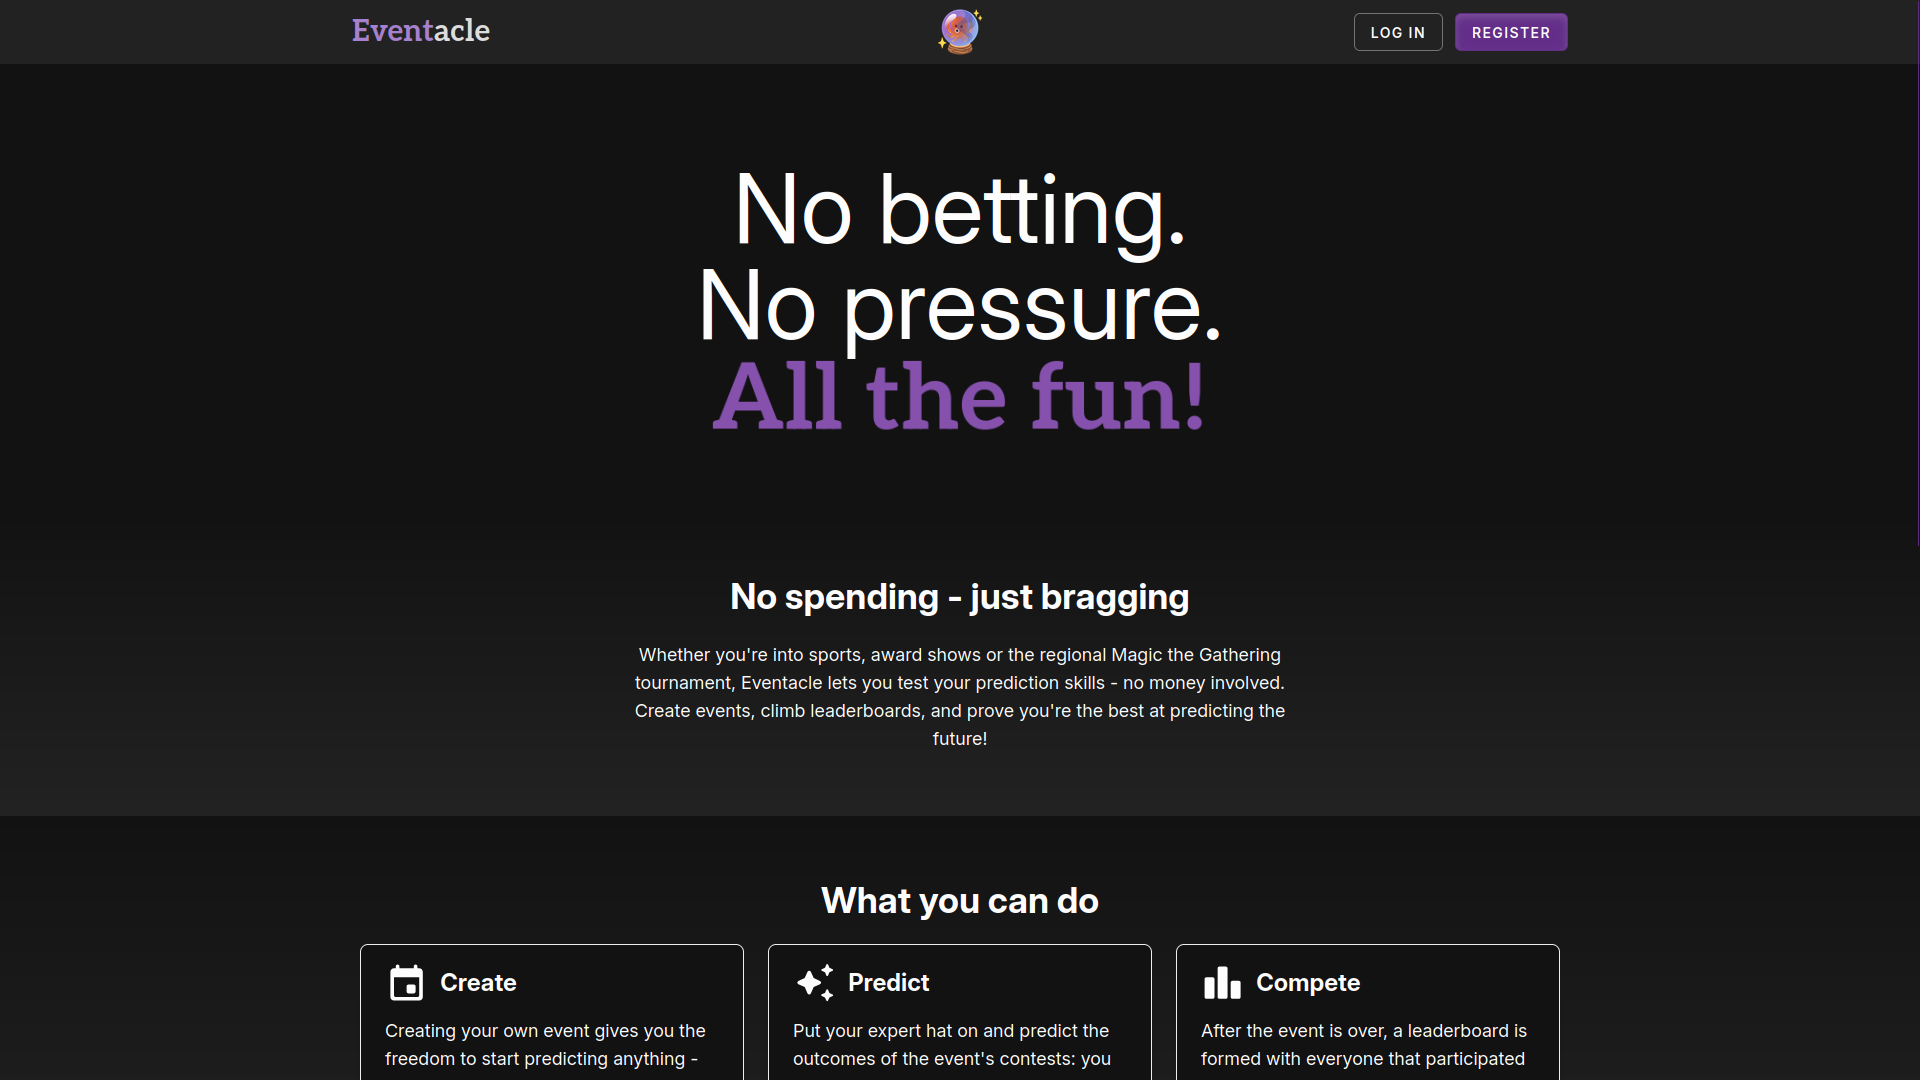 Eventacle
LOG IN
REGISTER
No betting.
No pressure.
All the fun!
No spending - just bragging
Whether you're into sports, award shows or the regional Magic the Gathering
tournament, Eventacle lets you test your prediction skills - no money involved.
Create events, climb leaderboards, and prove you're the best at predicting the
future!
What you can do
Create
Creating your own event gives you the
freedom to start predicting anything -
Predict
Put your expert hat on and predict the
outcomes of the event's contests: you
Compete
After the event is over, a leaderboard is
formed with everyone that participated